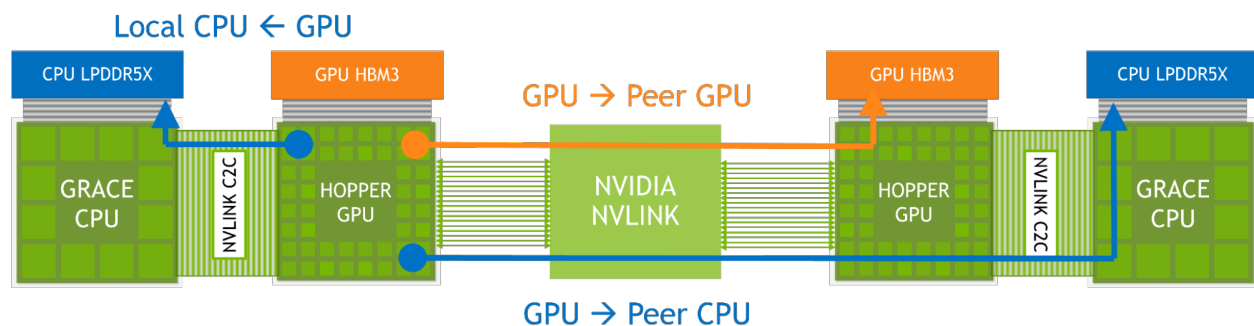 Local CPU ← GPU
CPU LPDDR5X
GPU HBM3
GPU → Peer GPU
GPU HBM3
CPU LPDDR5X
GRACE
CPU
NVLINK C2C
HOPPER
GPU
NVIDIA
NVLINK
HOPPER
GPU
NVLINK C2C
GRACE
CPU
GPU → Peer CPU